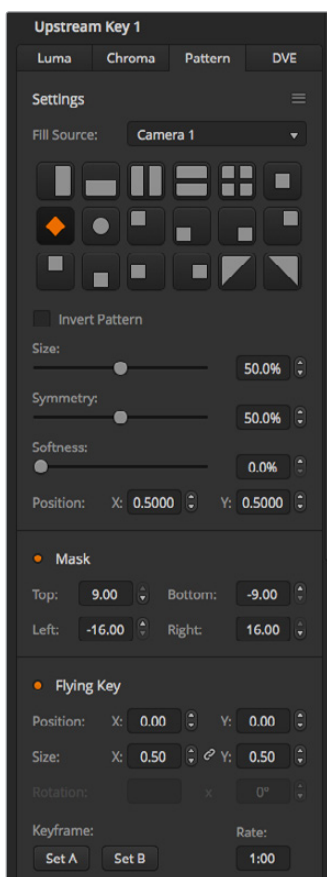 Upstream Key 1
Luma Chroma Pattern DVE
Settings
Fill Source: Camera 1
Invert Pattern
Size:
50.0%
Symmetry:
50.0%
Softness:
0.0%
Position: X: 0.5000 Y: 0.5000
Mask
Top: 9.00 Bottom: -9.00
Left: -16.00 Right: 16.00
Flying Key
Position: X: 0.00 Y: 0.00
Size: X: 0.50 Y: 0.50
Rotation: x 0°
Keyframe: Rate:
Set A Set B 1:00